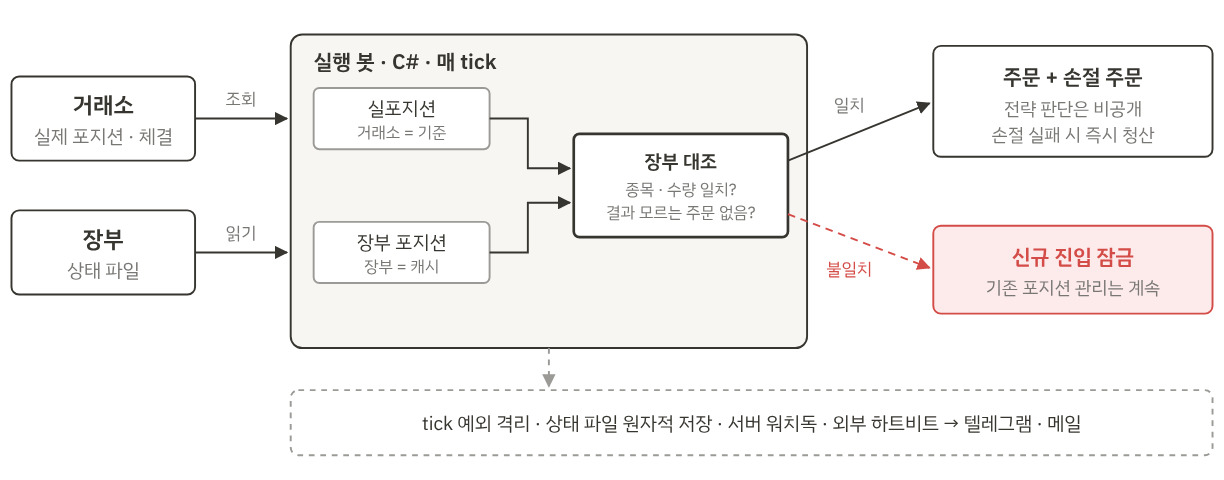 거래소
실제 포지션 · 체결
조회
장부
상태 파일
읽기
실행 봇 · C# · 매 tick
실포지션
거래소 = 기준
장부 포지션
장부 = 캐시
장부 대조
종목 · 수량 일치?
결과 모르는 주문 없음?
일치
주문 + 손절 주문
전략 판단은 비공개
손절 실패 시 즉시 청산
불일치
신규 진입 잠금
기존 포지션 관리는 계속
tick 예외 격리 · 상태 파일 원자적 저장 · 서버 워치독 · 외부 하트비트 → 텔레그램 · 메일